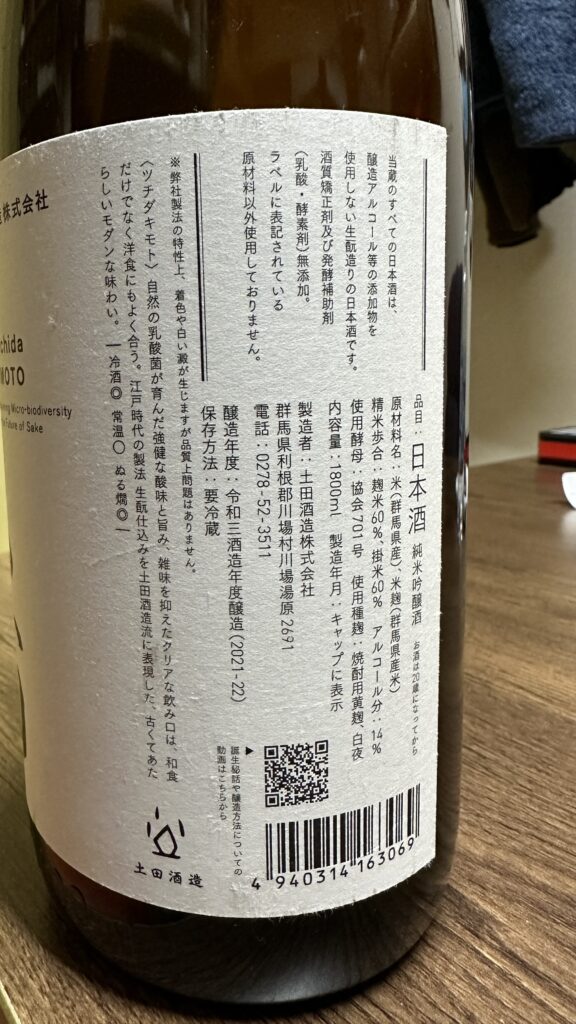 当蔵のすべての日本酒は、
醸造アルコール等の添加物を
使用しない生酛造りの日本酒です。
酒質矯正剤及び発酵補助剤
(乳酸・酵素剤)無添加。
ラベルに表記されている
原材料以外使用しておりません。
品目：日本酒 純米吟醸酒 お酒は20歳になってから
原材料名：米(群馬県産)、米麹(群馬県産米)
精米歩合：麹米60%、掛米60% アルコール分：14%
使用酵母：協会701号 使用種麹：焼酎用黄麹、白夜
内容量：1800ml 製造年月：キャップに表示
製造者：土田酒造株式会社
群馬県利根郡川場村川場湯原2691
電話：0278-52-3511
醸造年度：令和三酒造年度醸造(2021-22)
保存方法：要冷蔵
※弊社製法の特性上、着色や白い澱が生じますが品質上問題はありません。
〈ツチダキモト〉自然の乳酸菌が育んだ強健な酸味と旨み、雑味を抑えたクリアな飲み口は、和食
だけでなく洋食にもよく合う。江戸時代の製法 生酛仕込みを土田酒造流に表現した、古くてあた
らしいモダンな味わい。 ―冷酒◎ 常温○ ぬる燗◎―
▶誕生秘話や醸造方法についての
動画はこちらから
4 940314 163069
土田酒造
造株式会社
chida
MOTO
Micro-biodiversity
Future of Sake